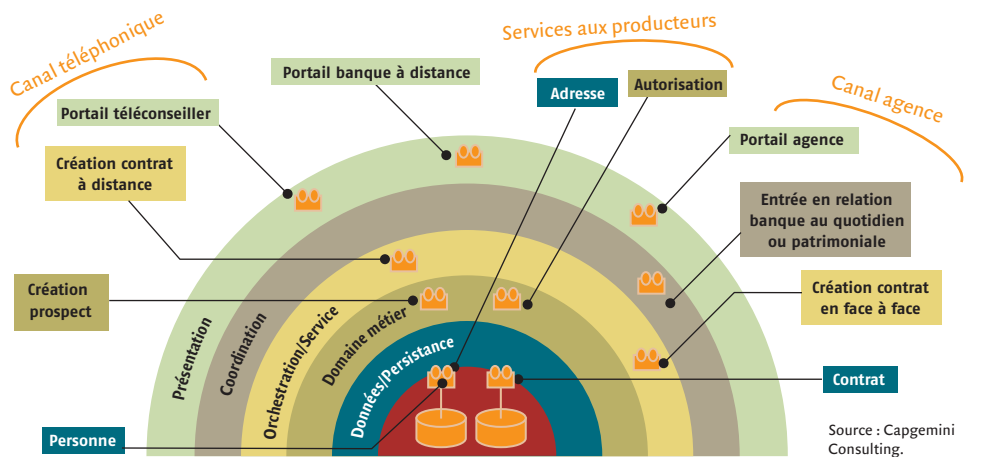 Canal téléphonique
Services aux producteurs
Canal agence
Portail banque à distance
Adresse
Autorisation
Portail téléconseiller
Portail agence
Création contrat
à distance
Entrée en relation
banque au quotidien
ou patrimoniale
Création
prospect
Création contrat
en face à face
Présentation
Coordination
Orchestration/Service
Domaine métier
Données/Persistance
Contrat
Personne
Source : Capgemini
Consulting.